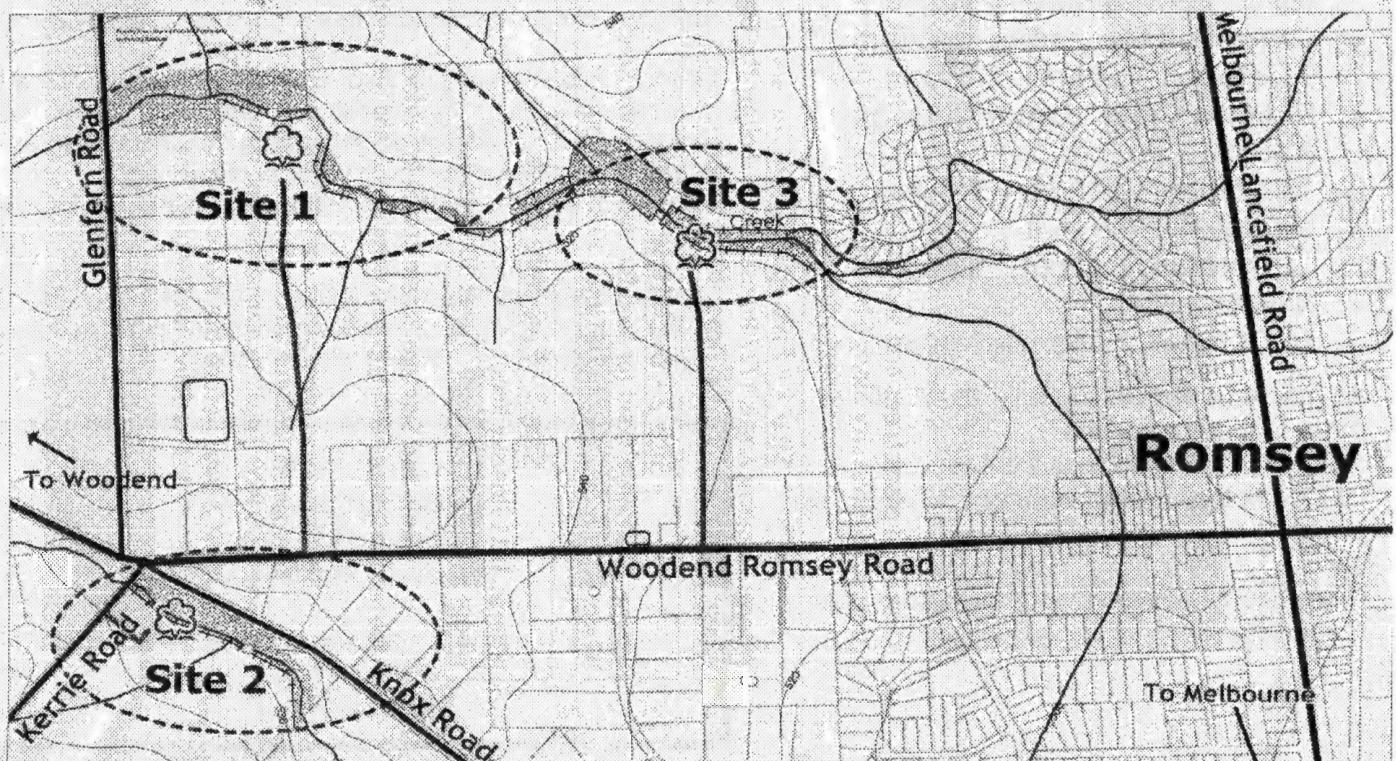 Melbourne Lancefield Road
Glenfern Road
Site 1
Site 3
Creek
Romsey
To Woodend
Woodend Romsey Road
Kerrie Road
Site 2
Knox Road
To Melbourne